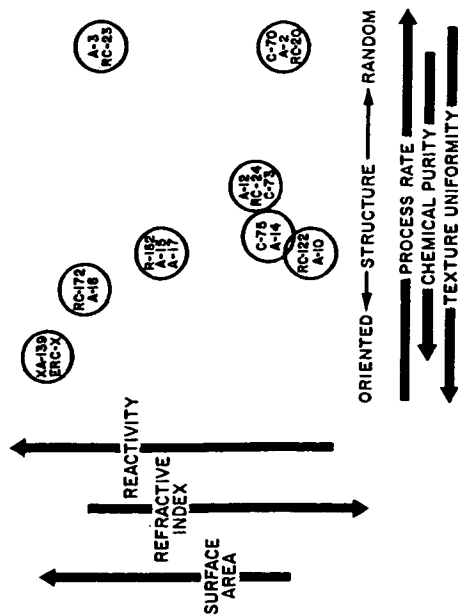 XA-139
ERC-X
RC-172
A-16
R-152
A-15
A-17
A-3
RC-23
A-12
RC-24
C-73
C-75
A-14
RC-122
A-10
C-70
A-2
RC-20
REACTIVITY
REFRACTIVE
INDEX
SURFACE
AREA
ORIENTED STRUCTURE RANDOM
PROCESS RATE
CHEMICAL PURITY
TEXTURE UNIFORMITY